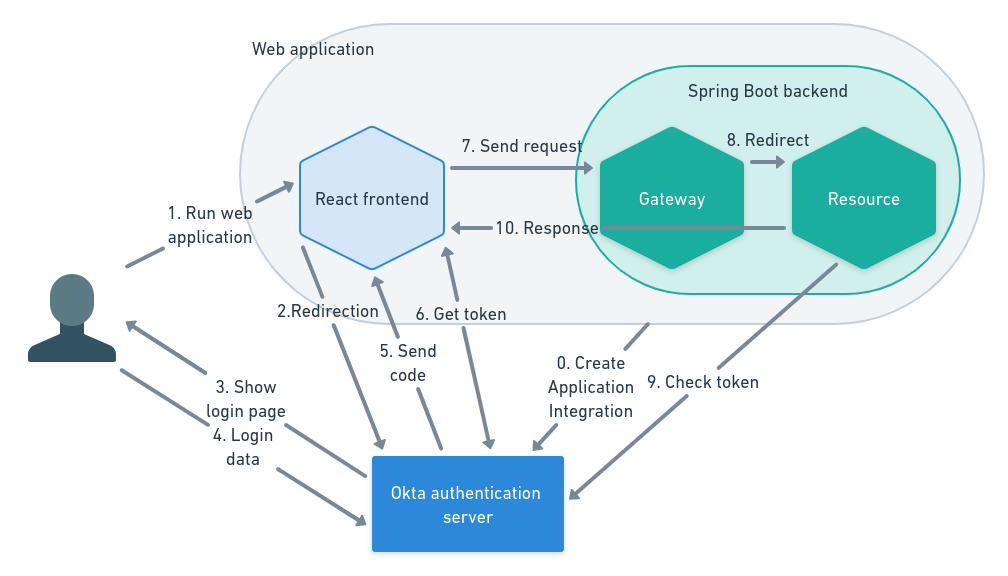 Web application
Spring Boot backend
8. Redirect
7. Send request
React frontend
Gateway
Resource
1. Run web
application
10. Response
2.Redirection
6. Get token
5. Send
code
0. Create
Application
Integration
9. Check token
3. Show
login page
4. Login
data
Okta authentication
server